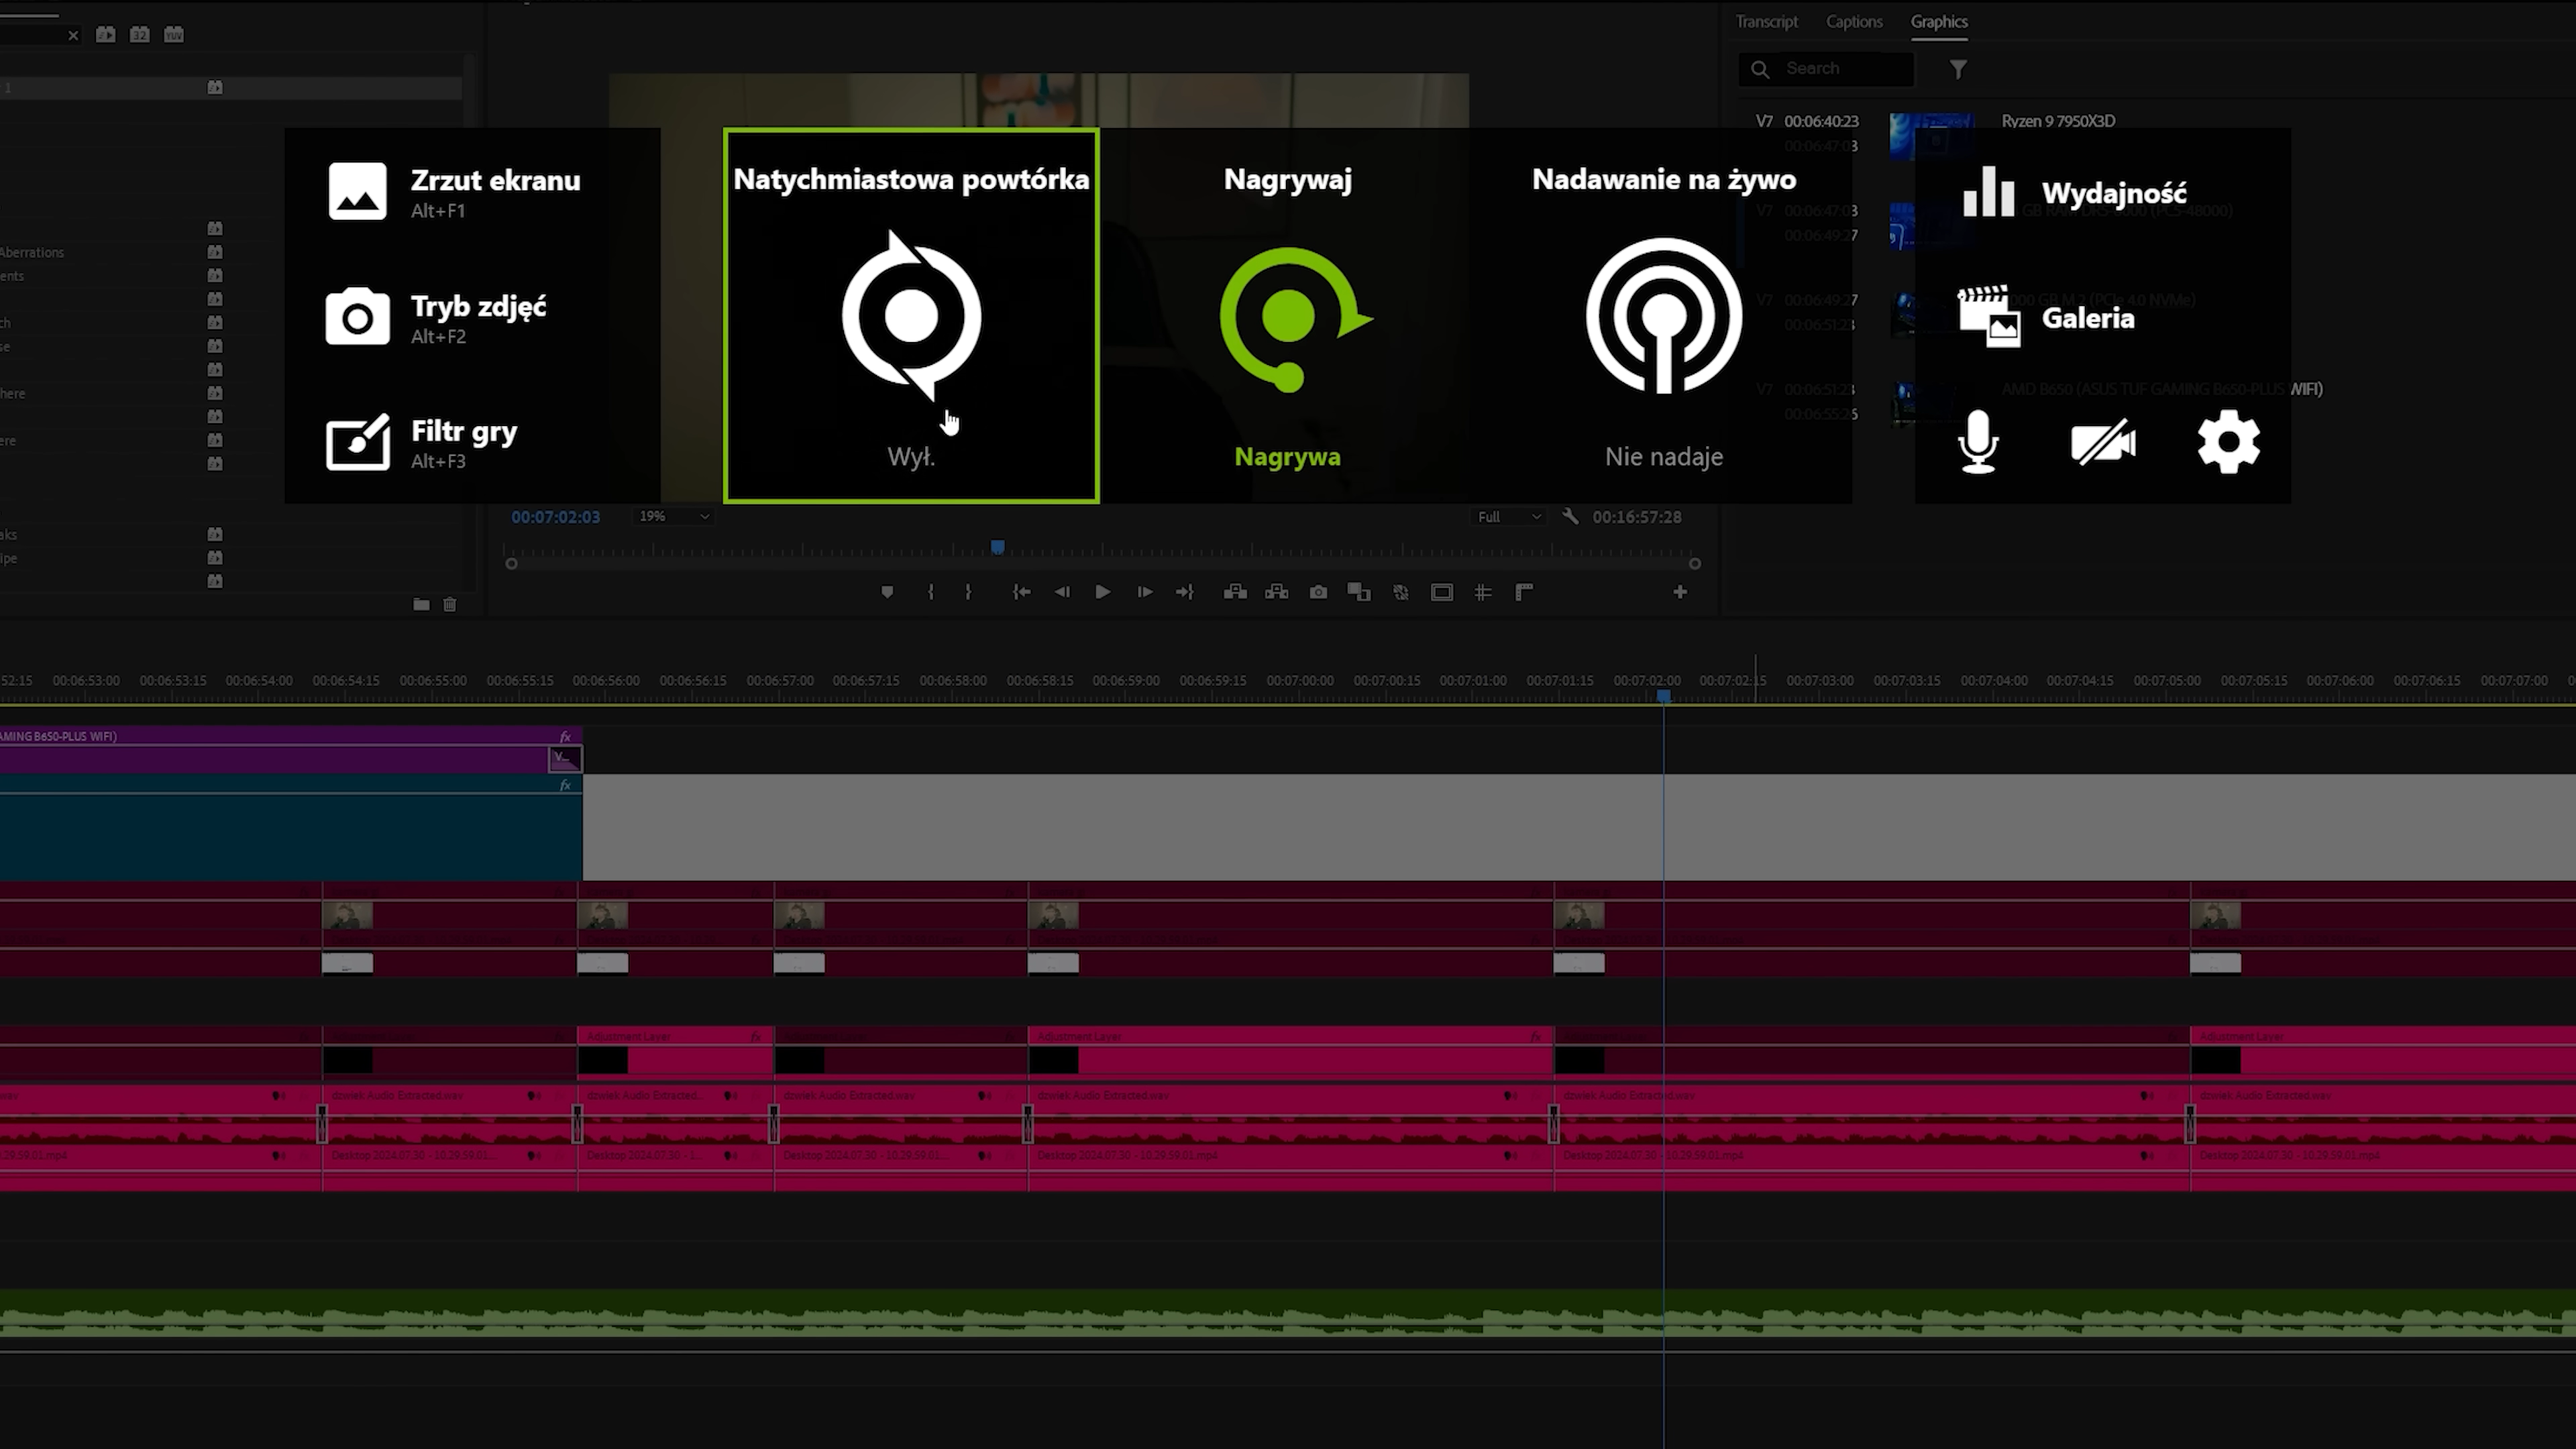 32
YUV
Transcript
Captions
Graphics
Search
1
Aberrations
ents
ch
se
here
ere
aks
ipe
V7 00:06:40:23
Ryzen 9 7950X3D
Zrzut ekranu
Alt+F1
Tryb zdjęć
Alt+F2
Filtr gry
Alt+F3
Natychmiastowa powtórka
Wył.
Nagrywaj
Nagrywa
Nadawanie na żywo
Nie nadaje
Wydajność
Galeria
V7 00:06:49:27
00:06:51:23
V7 00:06:51:23
00:06:55:25
AMD B650 (ASUS TUF GAMING B650-PLUS WIFI)
00:07:02:03
19%
Full
00:16:57:28
52:15 00:06:53:00 00:06:53:15 00:06:54:00 00:06:54:15 00:06:55:00 00:06:55:15 00:06:56:00 00:06:56:15 00:06:57:00 00:06:57:15 00:06:58:00 00:06:58:15 00:06:59:00 00:06:59:15 00:07:00:00 00:07:00:15 00:07:01:00 00:07:01:15 00:07:02:00 00:07:02:15 00:07:03:00 00:07:03:15 00:07:04:00 00:07:04:15 00:07:05:00 00:07:05:15 00:07:06:00 00:07:06:15 00:07:07:00
AMING B650-PLUS WIFI) fx
V...
fx
Adjustment Layer fx Adjustment Layer fx Adjustment Layer
wav dzwiek Audio Extracted.wav dzwiek Audio Extracted... dzwiek Audio Extracted.wav dzwiek Audio Extracted.wav dzwiek Audio Extracted.wav dzwiek Audio Extracted.wav
.29.59.01.mp4 Desktop 2024.07.30 - 10.29.59.01... Desktop 2024.07.30 - 1... Desktop 2024.07.30 - 10.29.59.01... Desktop 2024.07.30 - 10.29.59.01.mp4 Desktop 2024.07.30 - 10.29.59.01.mp4 Desktop 2024.07.30 - 10.29.59.01.mp4